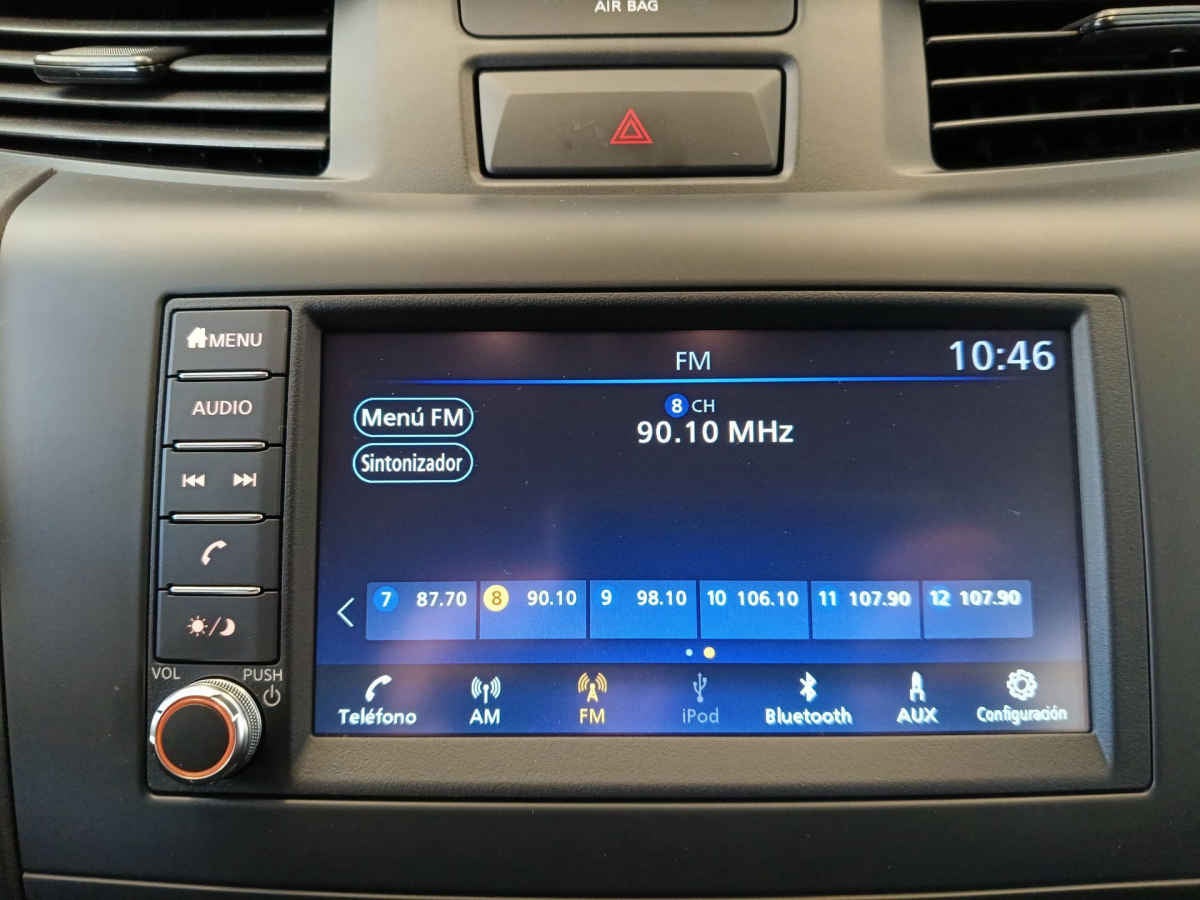 AIR BAG
MENU
AUDIO
VOL
PUSH
FM
10:46
Menú FM
8 CH
90.10 MHz
Sintonizador
7 87.70 8 90.10 9 98.10 10 106.10 11 107.90 12 107.90
Teléfono AM FM iPod Bluetooth AUX Configuración